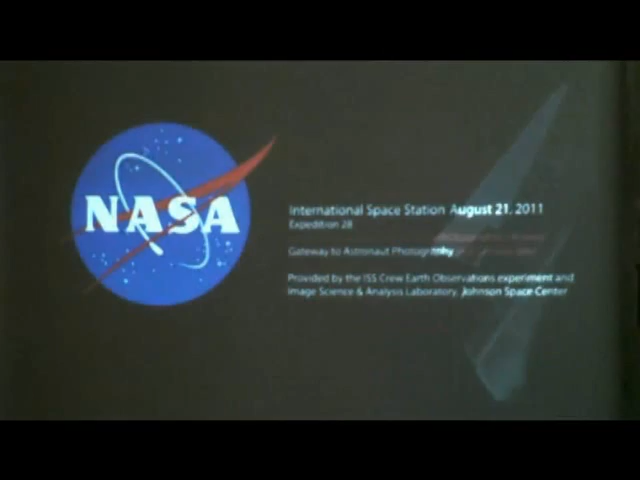 NASA
International Space Station August 21, 2011
Expedition 28
Gateway to Astronaut Photography
Provided by the ISS Crew Earth Observations experiment and
Image Science & Analysis Laboratory, Johnson Space Center